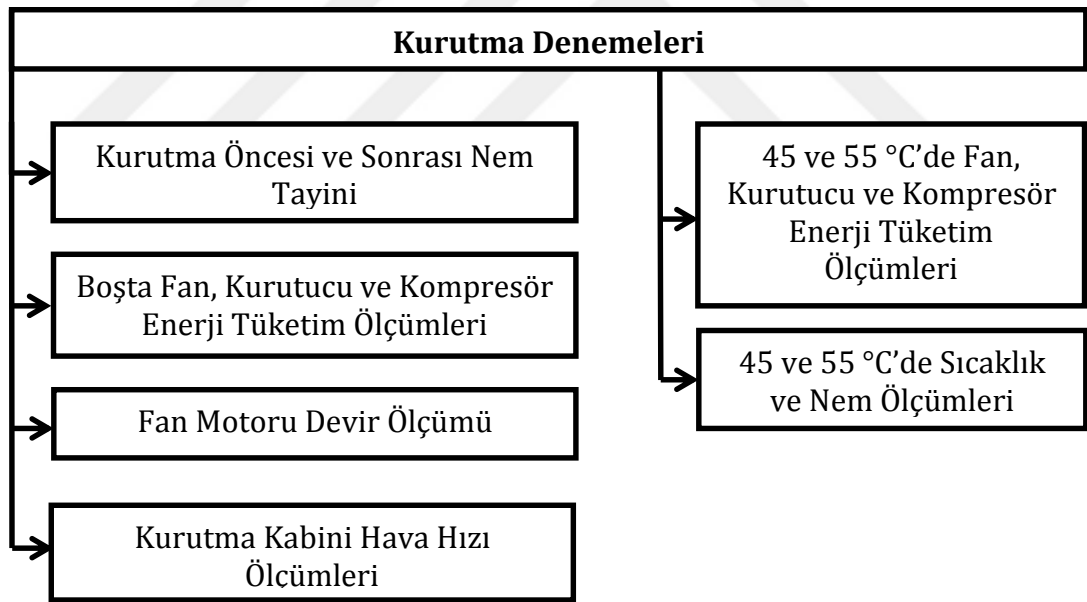 Kurutma Denemeleri
Kurutma Öncesi ve Sonrası Nem
Tayini
Boşta Fan, Kurutucu ve Kompresör
Enerji Tüketim Ölçümleri
Fan Motoru Devir Ölçümü
Kurutma Kabini Hava Hızı
Ölçümleri
45 ve 55 °C’de Fan,
Kurutucu ve Kompresör
Enerji Tüketim
Ölçümleri
45 ve 55 °C’de Sıcaklık
ve Nem Ölçümleri